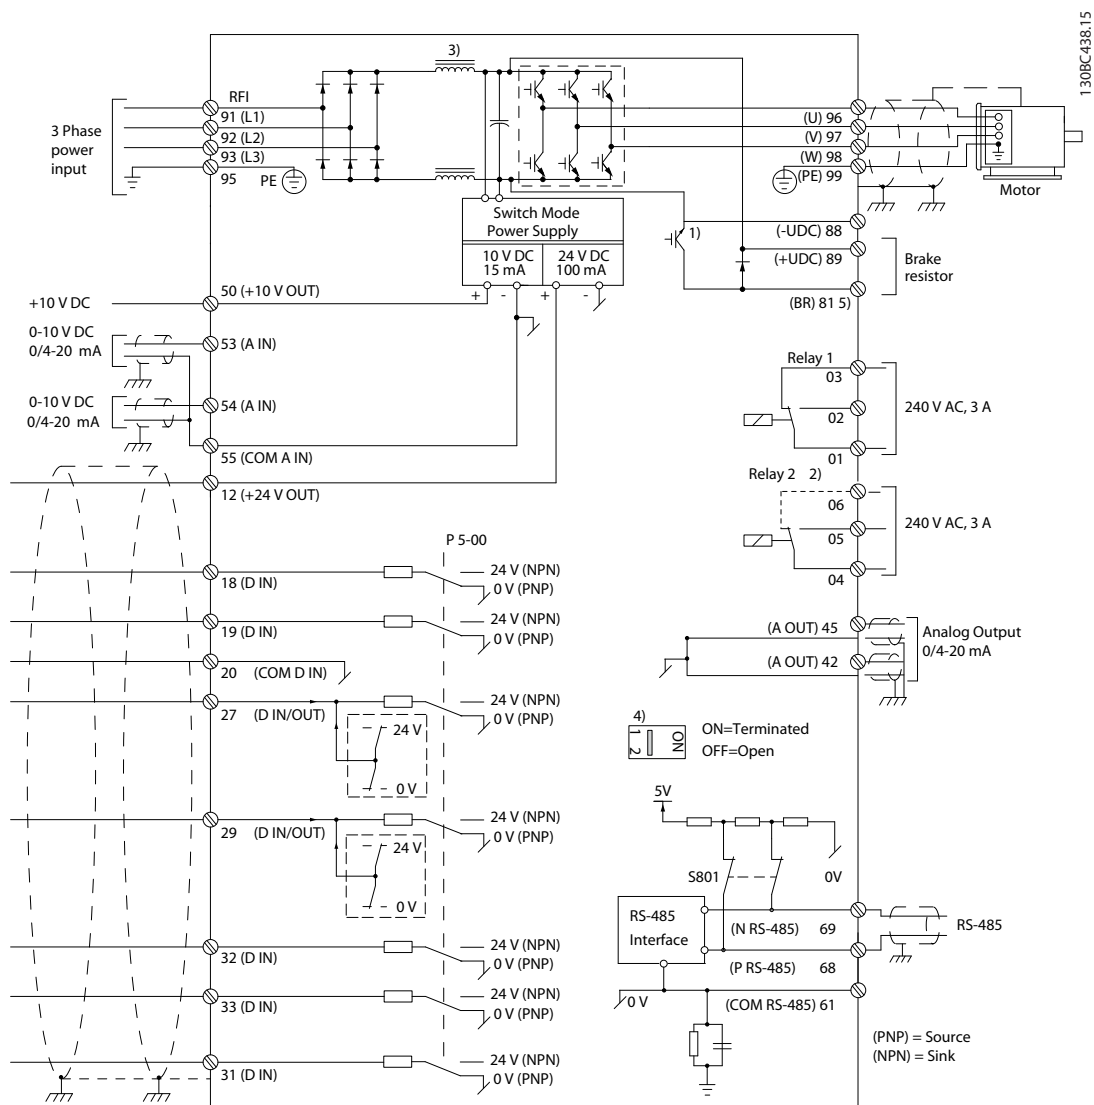 130BC438.15
3)
RFI
91 (L1)
92 (L2)
93 (L3)
95
PE
3 Phase
power
input
(U) 96
(V) 97
(W) 98
(PE) 99
Motor
Switch Mode
Power Supply
10 V DC
15 mA
24 V DC
100 mA
+ - + -
1)
(-UDC) 88
(+UDC) 89
(BR) 81 5)
Brake
resistor
+10 V DC
50 (+10 V OUT)
0-10 V DC
0/4-20 mA
53 (A IN)
0-10 V DC
0/4-20 mA
54 (A IN)
55 (COM A IN)
12 (+24 V OUT)
Relay 1
03
02
01
240 V AC, 3 A
Relay 2 2)
06
05
04
240 V AC, 3 A
P 5-00
18 (D IN)
24 V (NPN)
0 V (PNP)
19 (D IN)
24 V (NPN)
0 V (PNP)
20 (COM D IN)
27 (D IN/OUT)
24 V (NPN)
0 V (PNP)
24 V
0 V
29 (D IN/OUT)
24 V (NPN)
0 V (PNP)
24 V
0 V
32 (D IN)
24 V (NPN)
0 V (PNP)
33 (D IN)
24 V (NPN)
0 V (PNP)
31 (D IN)
24 V (NPN)
0 V (PNP)
(A OUT) 45
(A OUT) 42
Analog Output
0/4-20 mA
4)
1 2
ON
ON=Terminated
OFF=Open
5V
S801
0V
RS-485
Interface
(N RS-485) 69
(P RS-485) 68
RS-485
0 V
(COM RS-485) 61
(PNP) = Source
(NPN) = Sink